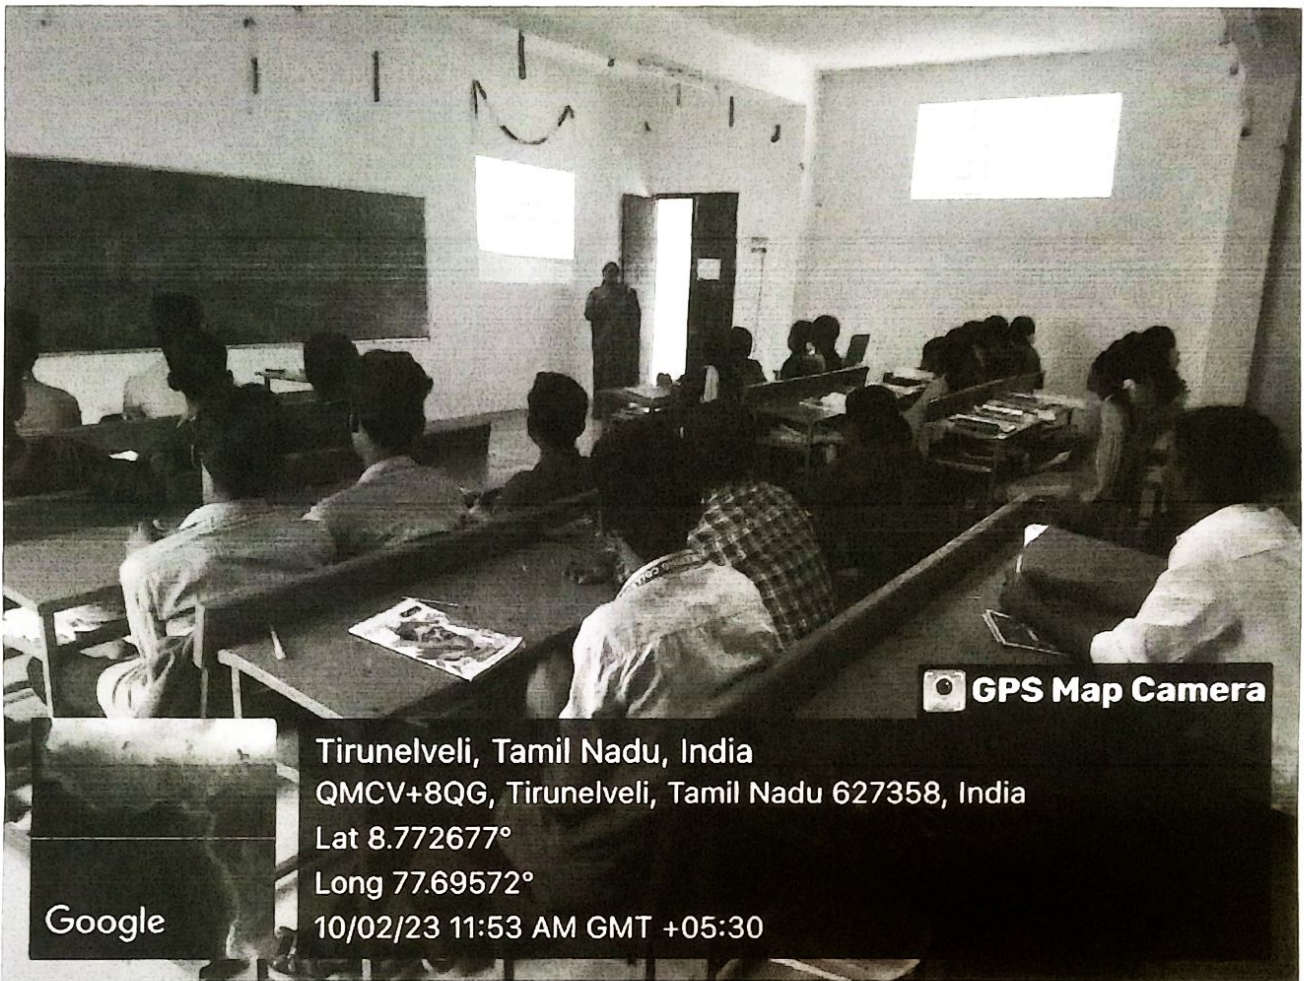 GPS Map Camera
Tirunelveli, Tamil Nadu, India
QMCV+8QG, Tirunelveli, Tamil Nadu 627358, India
Lat 8.772677°
Long 77.69572°
10/02/23 11:53 AM GMT +05:30
Google